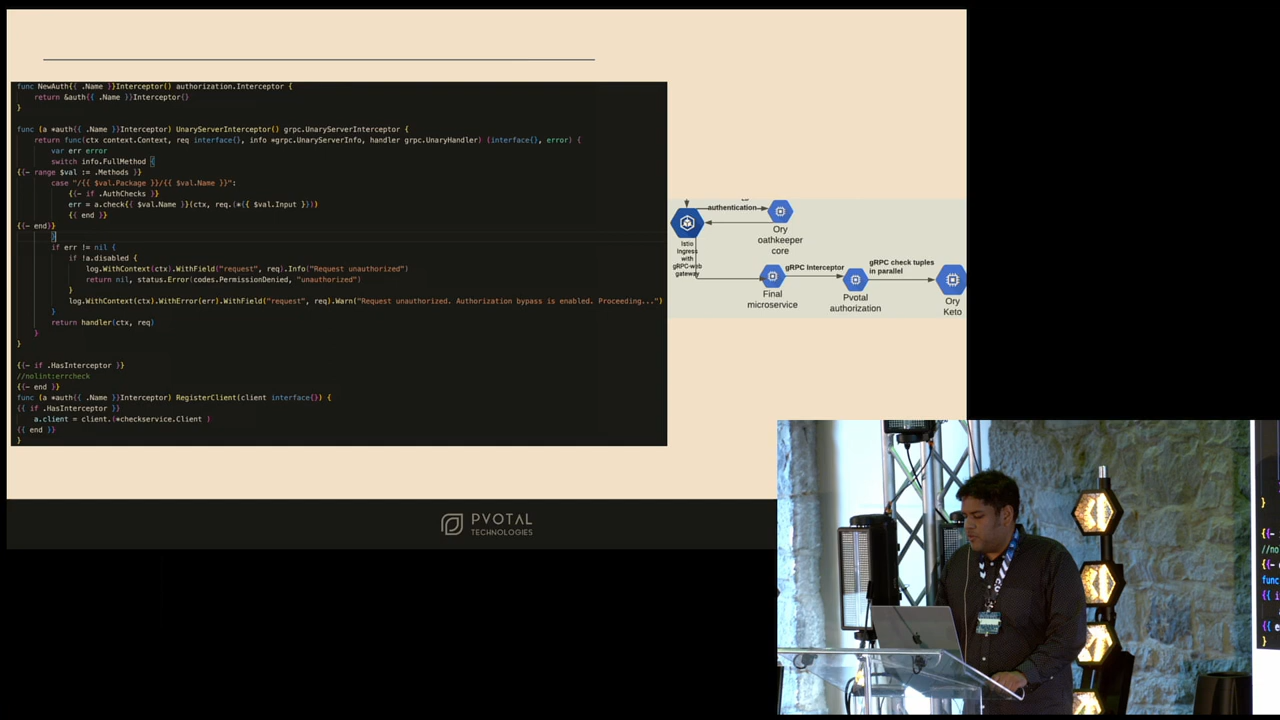 func NewAuth{{ .Name }}Interceptor() authorization.Interceptor {
    return &auth{{ .Name }}Interceptor{}
}
func (a *auth{{ .Name }}Interceptor) UnaryServerInterceptor() grpc.UnaryServerInterceptor {
    return func(ctx context.Context, req interface{}, info *grpc.UnaryServerInfo, handler grpc.UnaryHandler) (interface{}, error) {
        var err error
        switch info.FullMethod {
{{- range $val := .Methods }}
        case "/{{ $val.Package }}/{{ $val.Name }}":
            {{- if .AuthChecks }}
            err = a.check{{ $val.Name }}(ctx, req.(*({{ $val.Input }})))
            {{ end }}
{{- end}}
        }
        if err != nil {
            if !a.disabled {
                log.WithContext(ctx).WithField("request", req).Info("Request unauthorized")
                return nil, status.Error(codes.PermissionDenied, "unauthorized")
            }
            log.WithContext(ctx).WithError(err).WithField("request", req).Warn("Request unauthorized. Authorization bypass is enabled. Proceeding...")
        }
        return handler(ctx, req)
    }
}
{{- if .HasInterceptor }}
//nolint:errcheck
{{- end }}
func (a *auth{{ .Name }}Interceptor) RegisterClient(client interface{}) {
{{ if .HasInterceptor }}
    a.client = client.(*checkservice.Client )
{{ end }}
}
authentication
Ory
oathkeeper
core
Istio
Ingress
with
gRPC-web
gateway
gRPC Interceptor
gRPC check tuples
in parallel
Final
microservice
Pvotal
authorization
Ory
Keto
PVOTAL
TECHNOLOGIES
}
{{-
//no
{{- e
func
{{ i
{{ e
}